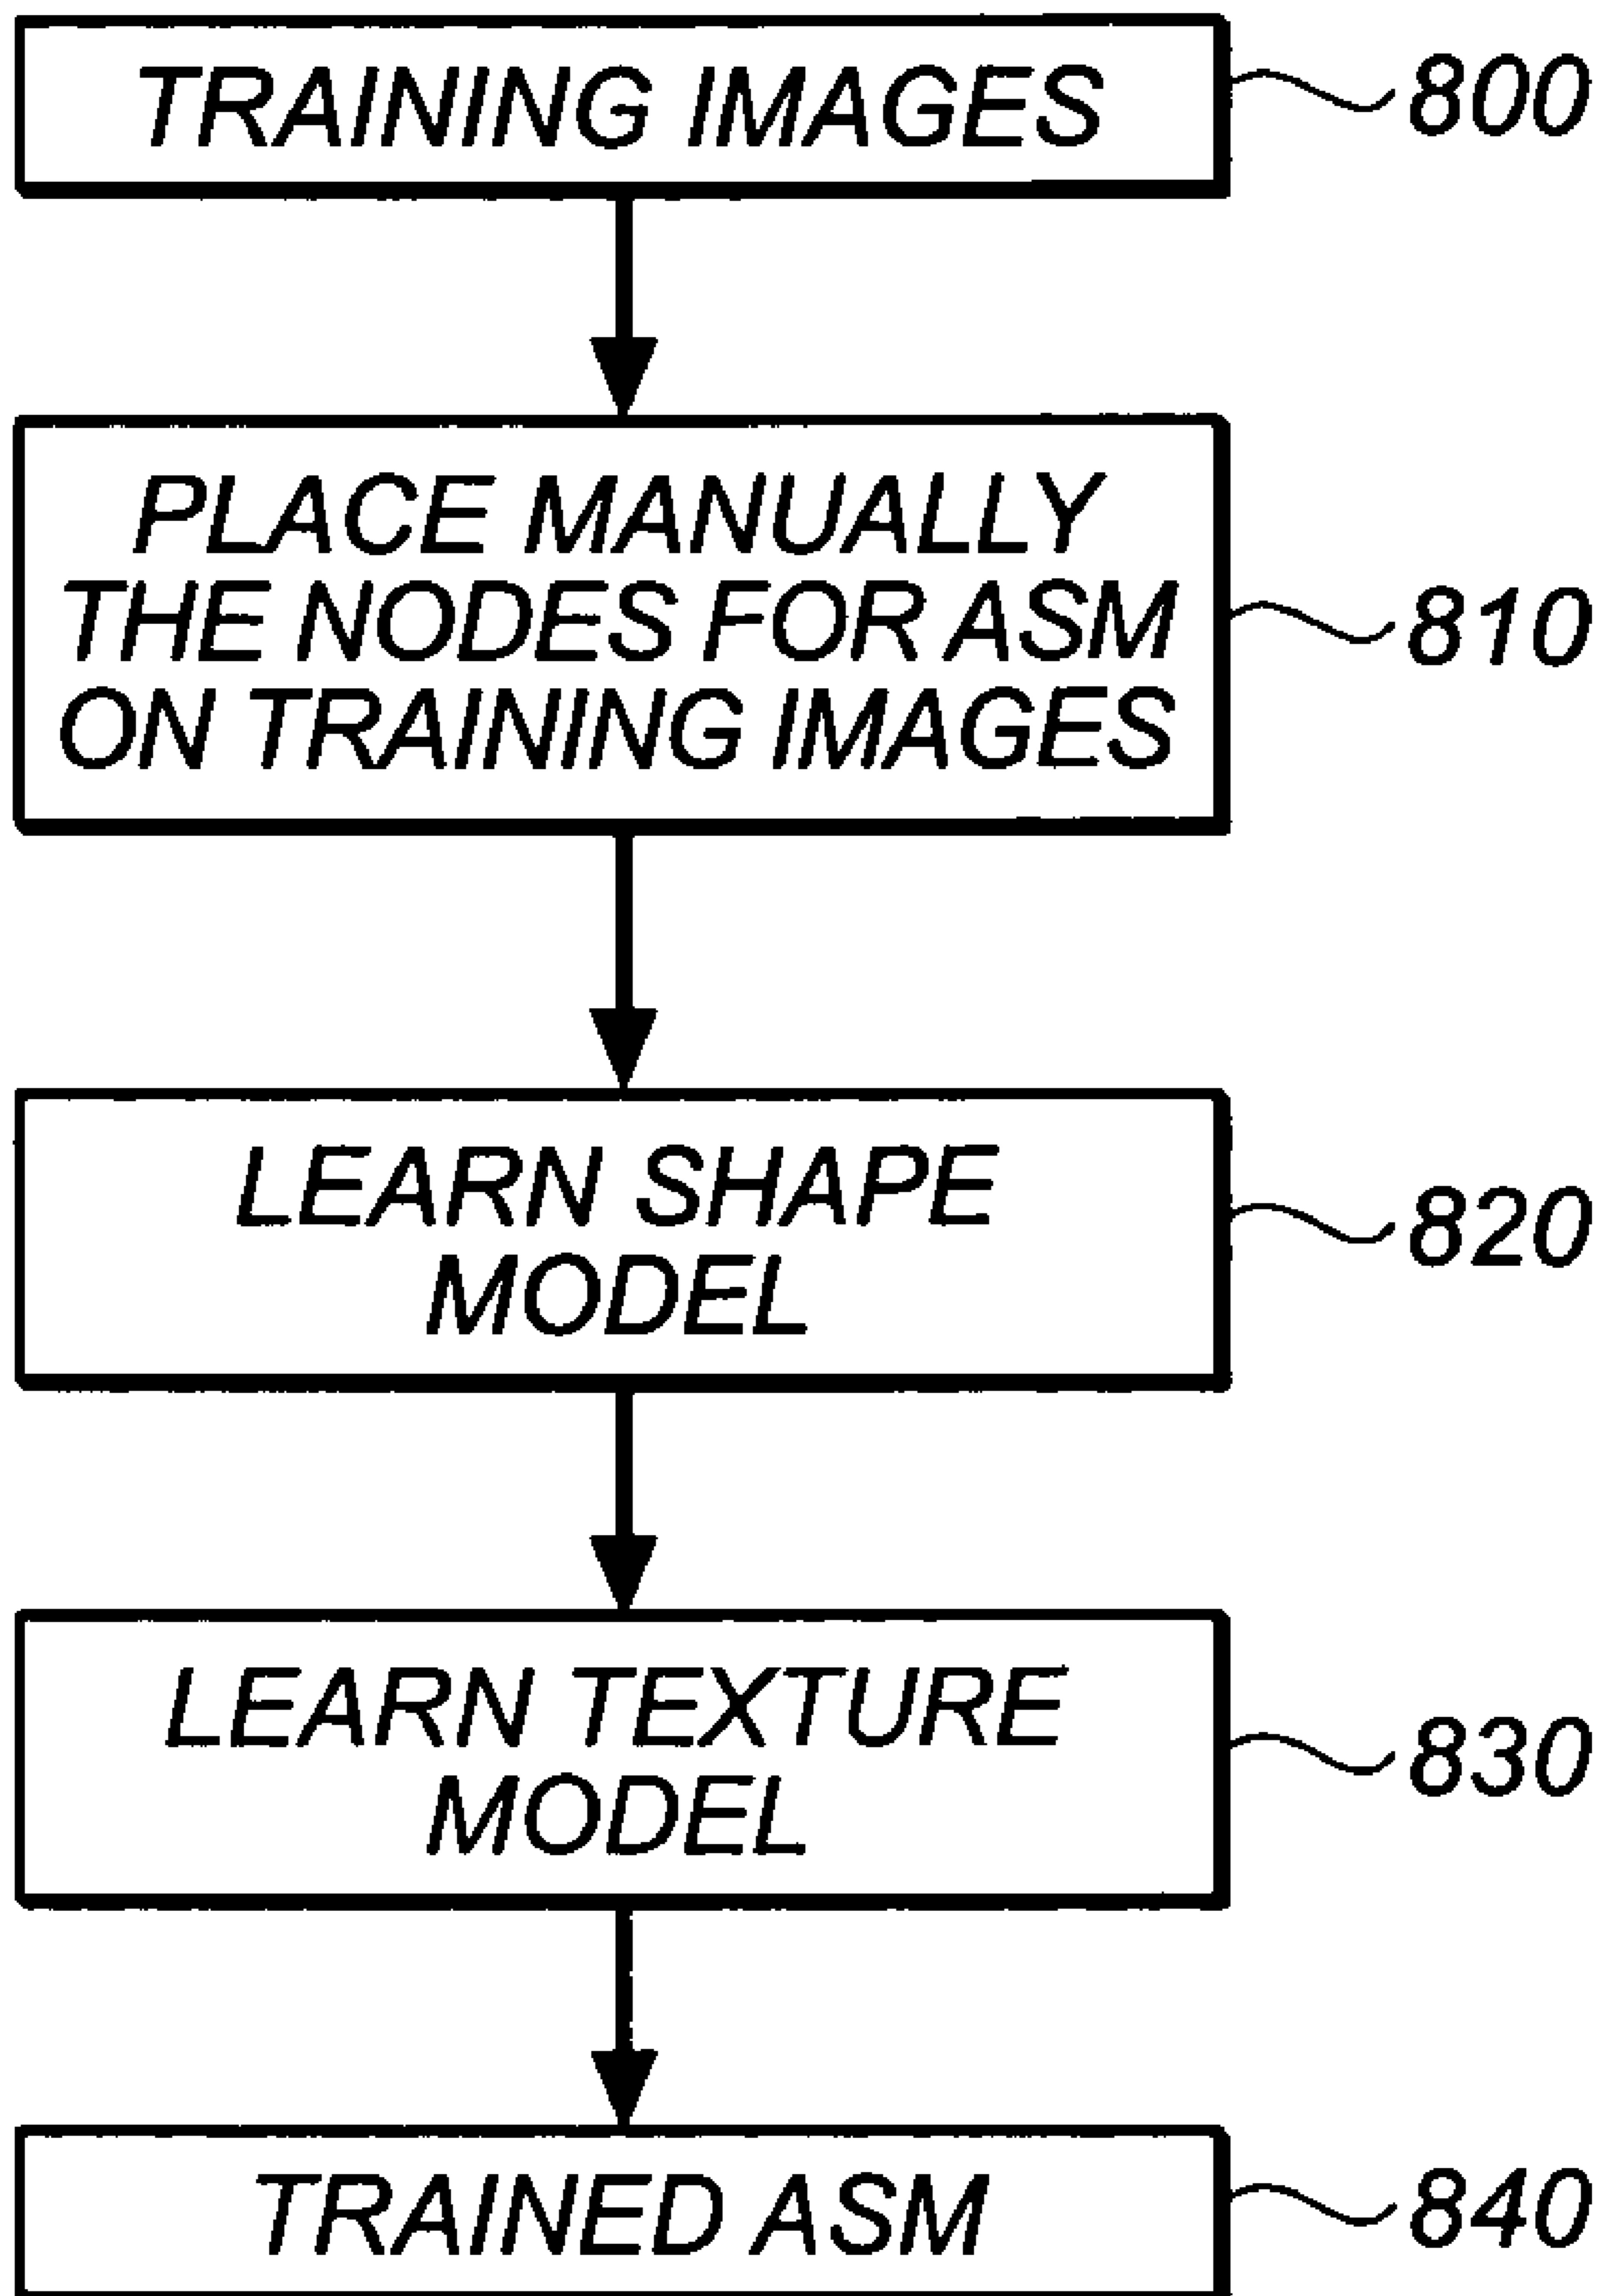 TRAINING IMAGES
800
PLACE MANUALLY
THE NODES FOR ASM
ON TRAINING IMAGES
810
LEARN SHAPE
MODEL
820
LEARN TEXTURE
MODEL
830
TRAINED ASM
840